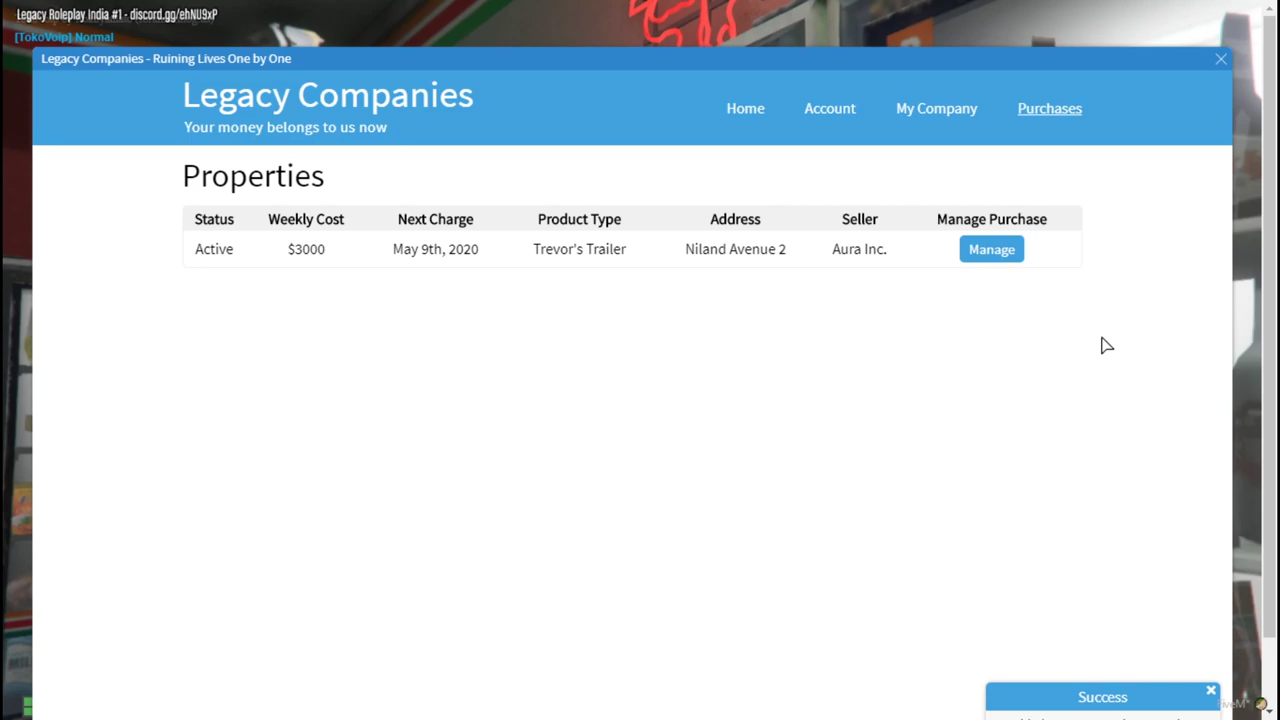 Legacy Roleplay India #1 - discord.gg/ehNU9xP
[TokoVoip] Normal
Legacy Companies - Ruining Lives One by One
Legacy Companies
Your money belongs to us now
Home Account My Company Purchases
Properties
Status Weekly Cost Next Charge Product Type Address Seller Manage Purchase
Active $3000 May 9th, 2020 Trevor's Trailer Niland Avenue 2 Aura Inc. Manage
Success
FiveM